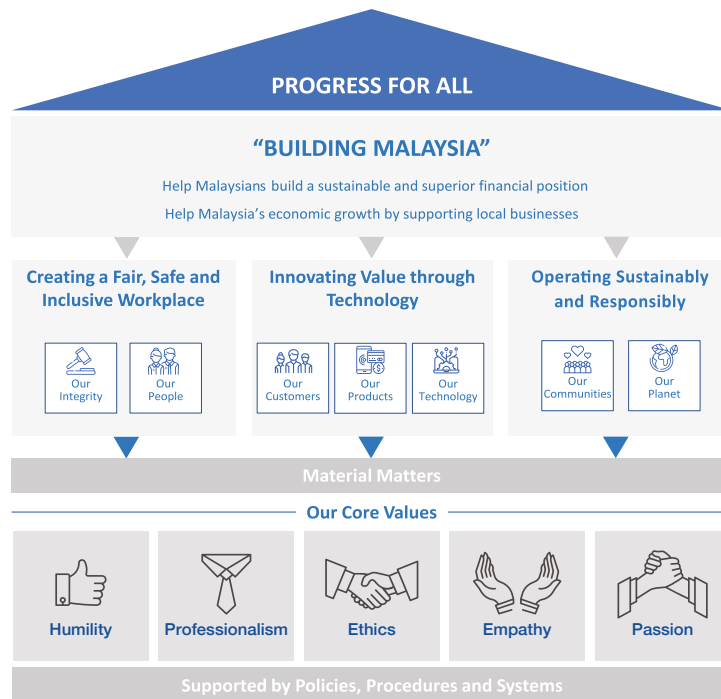 PROGRESS FOR ALL
“BUILDING MALAYSIA”
Help Malaysians build a sustainable and superior financial position
Help Malaysia’s economic growth by supporting local businesses
Creating a Fair, Safe and
Inclusive Workplace
Our
Integrity
Our
People
Innovating Value through
Technology
Our
Customers
Our
Products
Our
Technology
Operating Sustainably
and Responsibly
Our
Communities
Our
Planet
Material Matters
Our Core Values
Humility
Professionalism
Ethics
Empathy
Passion
Supported by Policies, Procedures and Systems